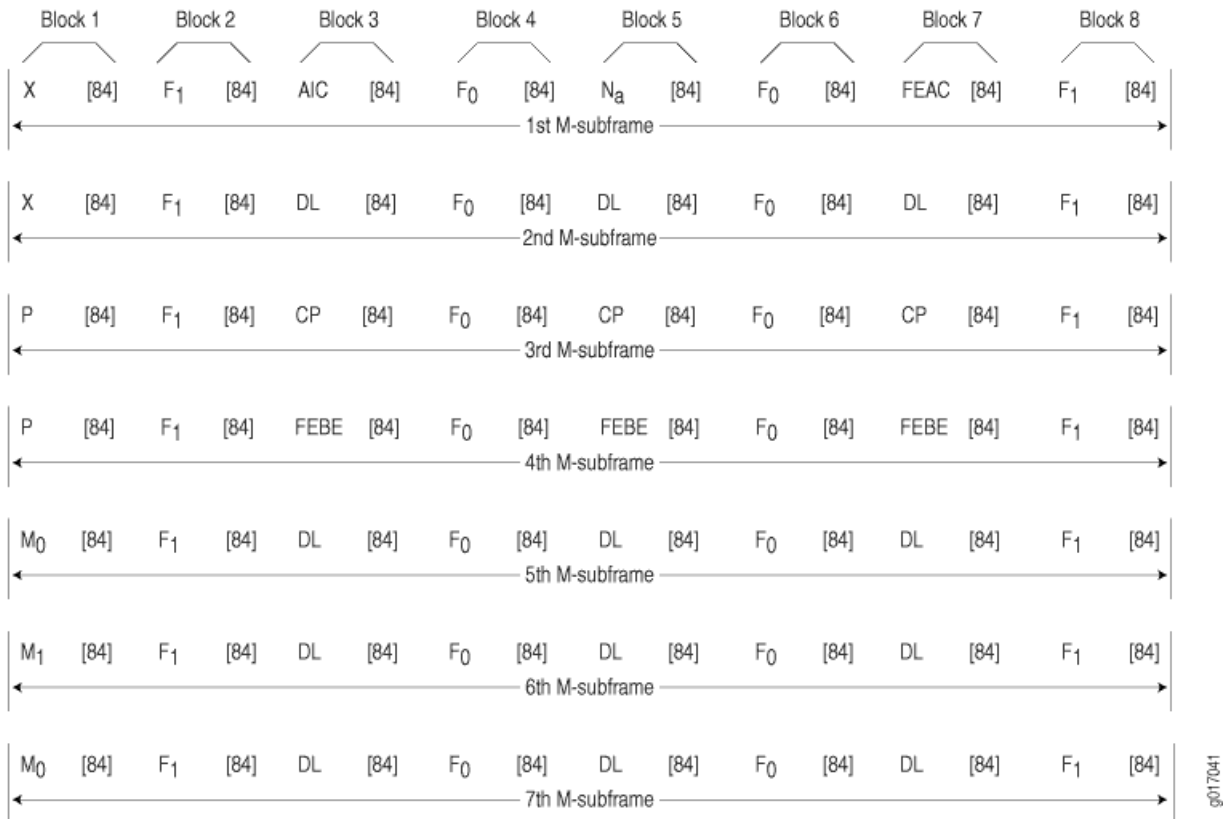 Block 1 Block 2 Block 3 Block 4 Block 5 Block 6 Block 7 Block 8
X [84] F1 [84] AIC [84] F0 [84] Na [84] F0 [84] FEAC [84] F1 [84]
1st M-subframe
X [84] F1 [84] DL [84] F0 [84] DL [84] F0 [84] DL [84] F1 [84]
2nd M-subframe
P [84] F1 [84] CP [84] F0 [84] CP [84] F0 [84] CP [84] F1 [84]
3rd M-subframe
P [84] F1 [84] FEBE [84] F0 [84] FEBE [84] F0 [84] FEBE [84] F1 [84]
4th M-subframe
M0 [84] F1 [84] DL [84] F0 [84] DL [84] F0 [84] DL [84] F1 [84]
5th M-subframe
M1 [84] F1 [84] DL [84] F0 [84] DL [84] F0 [84] DL [84] F1 [84]
6th M-subframe
M0 [84] F1 [84] DL [84] F0 [84] DL [84] F0 [84] DL [84] F1 [84]
7th M-subframe
g017041